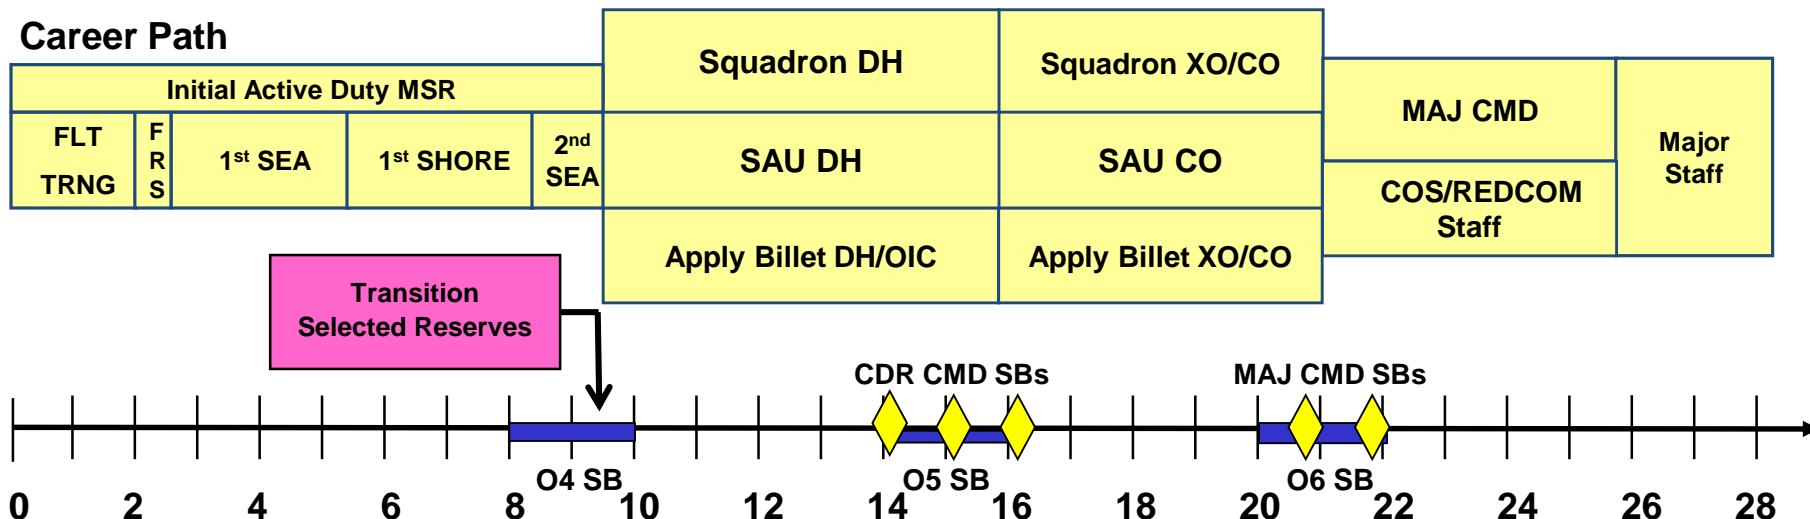 Career Path
Initial Active Duty MSR
FLT
TRNG
F
R
S
1st SEA
1st SHORE
2nd
SEA
Squadron DH
SAU DH
Apply Billet DH/OIC
Squadron XO/CO
SAU CO
Apply Billet XO/CO
MAJ CMD
COS/REDCOM
Staff
Major
Staff
Transition
Selected Reserves
CDR CMD SBs
MAJ CMD SBs
O4 SB
O5 SB
O6 SB
0 2 4 6 8 10 12 14 16 18 20 22 24 26 28